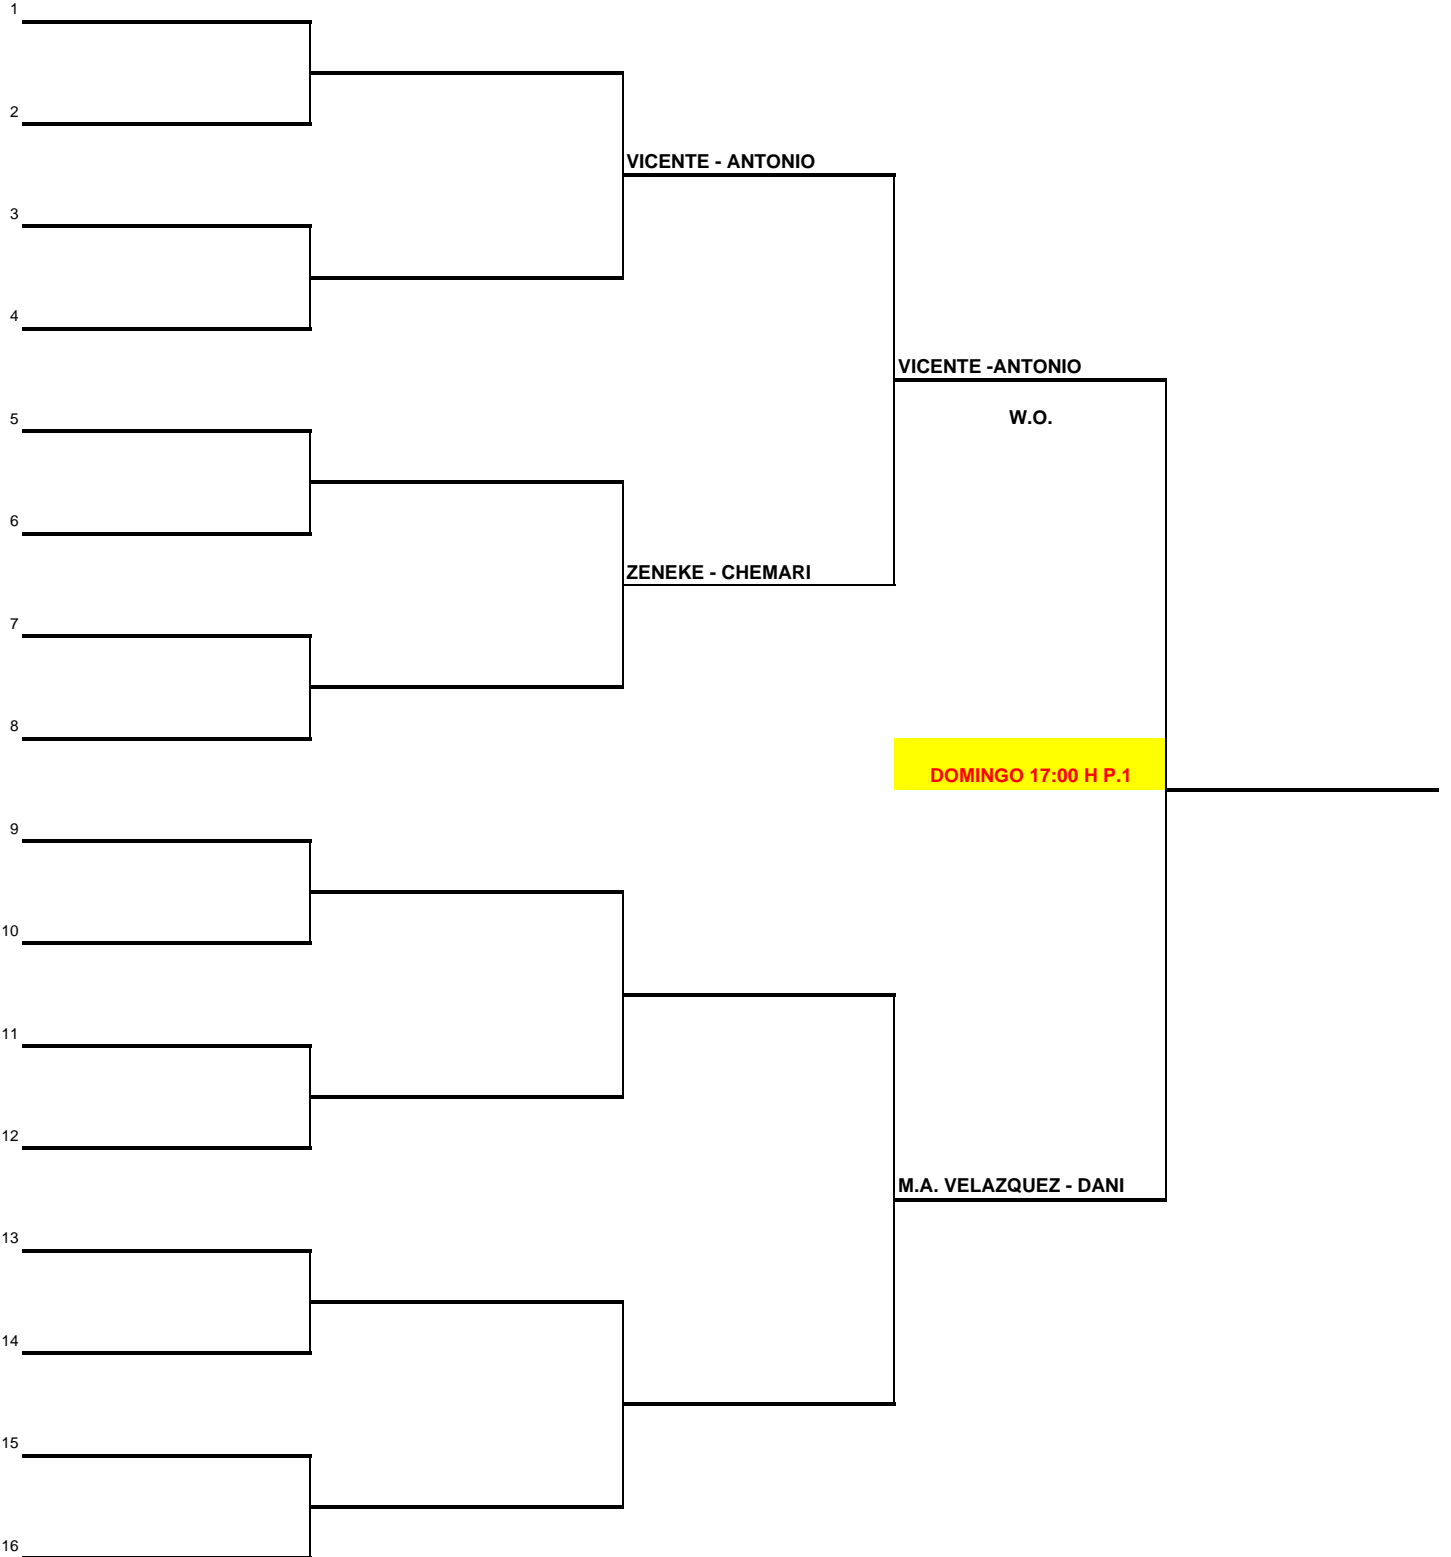 1
2
VICENTE - ANTONIO
3
4
VICENTE -ANTONIO
W.O.
5
6
ZENEKE - CHEMARI
7
8
DOMINGO 17:00 H P.1
9
10
11
12
M.A. VELAZQUEZ - DANI
13
14
15
16